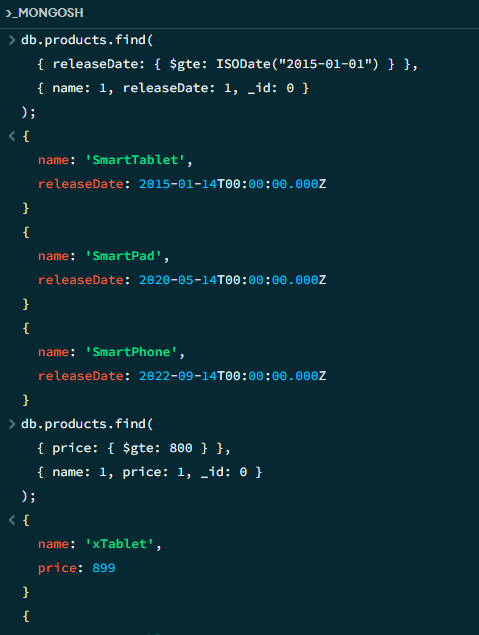 >_MONGOSH
> db.products.find(
{ releaseDate: { $gte: ISODate("2015-01-01") } },
{ name: 1, releaseDate: 1, _id: 0 }
);
< {
name: 'SmartTablet',
releaseDate: 2015-01-14T00:00:00.000Z
}
{
name: 'SmartPad',
releaseDate: 2020-05-14T00:00:00.000Z
}
{
name: 'SmartPhone',
releaseDate: 2022-09-14T00:00:00.000Z
}
> db.products.find(
{ price: { $gte: 800 } },
{ name: 1, price: 1, _id: 0 }
);
< {
name: 'xTablet',
price: 899
}
{